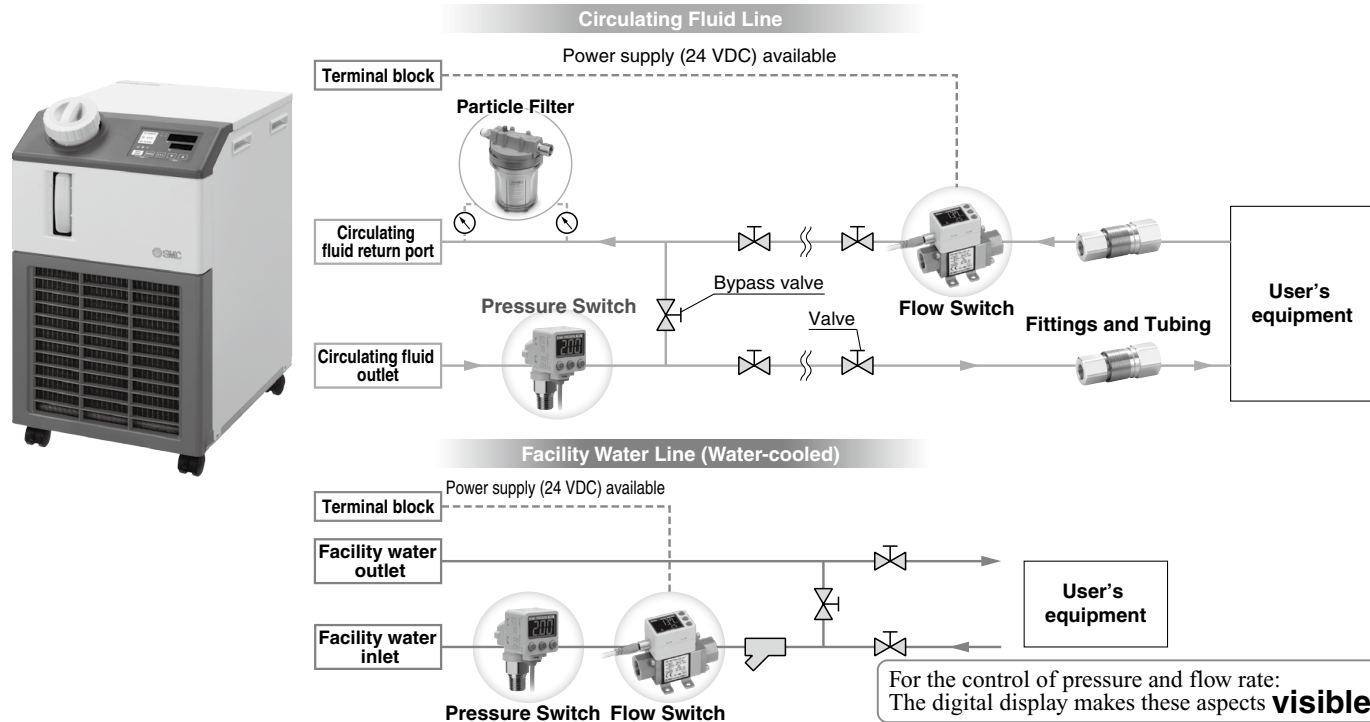 Circulating Fluid Line
Power supply (24 VDC) available
Terminal block
Particle Filter
Circulating
fluid return port
SMC
Bypass valve
Pressure Switch
Valve
Flow Switch
Fittings and Tubing
User's
equipment
Circulating fluid
outlet
200
Facility Water Line (Water-cooled)
Power supply (24 VDC) available
Terminal block
Facility water
outlet
User's
equipment
Facility water
inlet
200
Pressure Switch
Flow Switch
For the control of pressure and flow rate:
The digital display makes these aspects visible